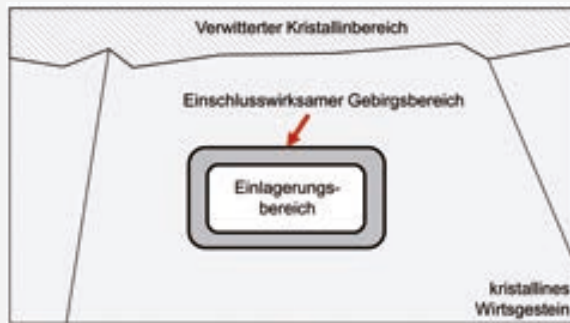 Verwitterter Kristallinbereich
Einschlusswirksamer Gebirgsbereich
Einlagerungs-
bereich
kristallines
Wirtsgestein